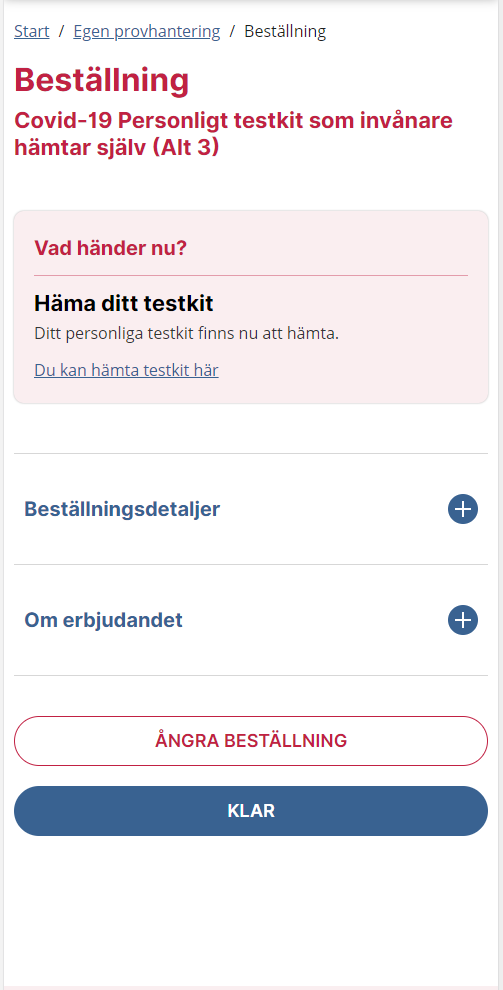 Start / Egen provhantering / Beställning
Beställning
Covid-19 Personligt testkit som invånare
hämtar själv (Alt 3)
Vad händer nu?
Häma ditt testkit
Ditt personliga testkit finns nu att hämta.
Du kan hämta testkit här
Beställningsdetaljer
Om erbjudandet
ÅNGRA BESTÄLLNING
KLAR